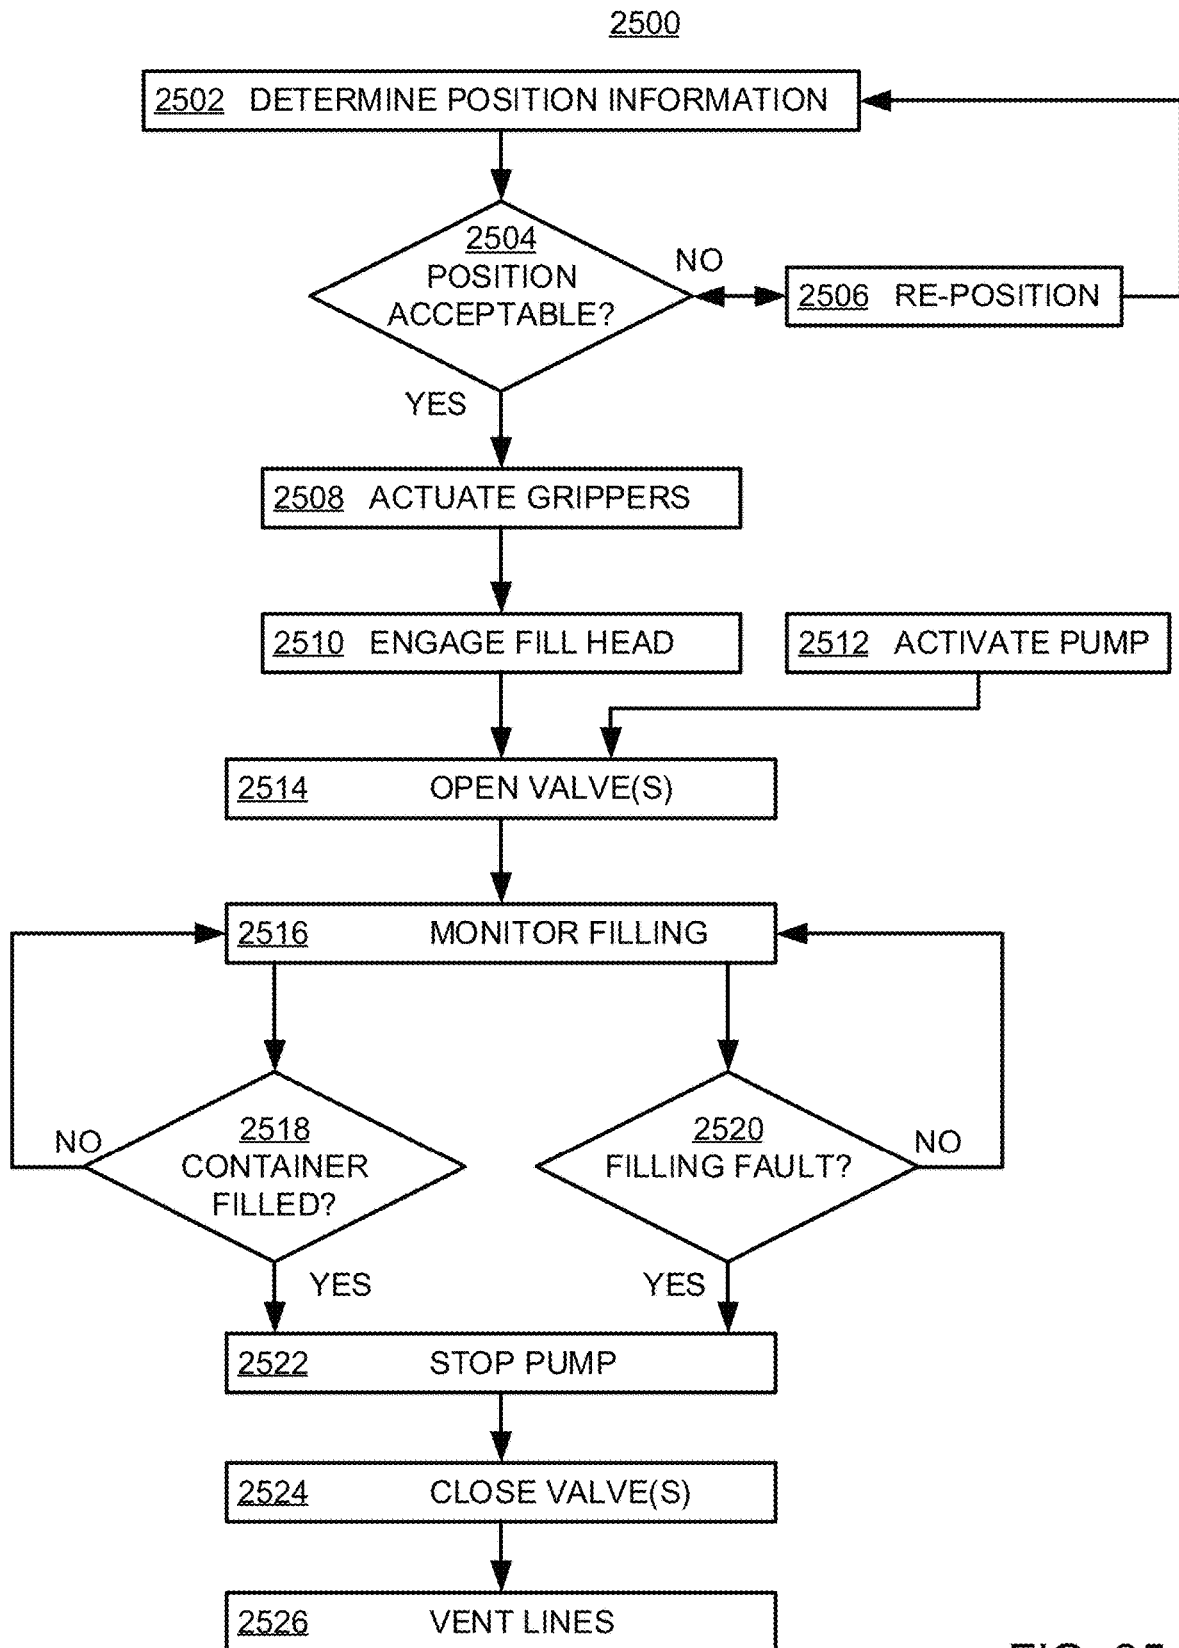 2500
2502 DETERMINE POSITION INFORMATION
2504
POSITION
ACCEPTABLE?
NO
2506 RE-POSITION
YES
2508 ACTUATE GRIPPERS
2510 ENGAGE FILL HEAD
2512 ACTIVATE PUMP
2514 OPEN VALVE(S)
2516 MONITOR FILLING
NO
2518
CONTAINER
FILLED?
2520
FILLING FAULT?
NO
YES
YES
2522 STOP PUMP
2524 CLOSE VALVE(S)
2526 VENT LINES